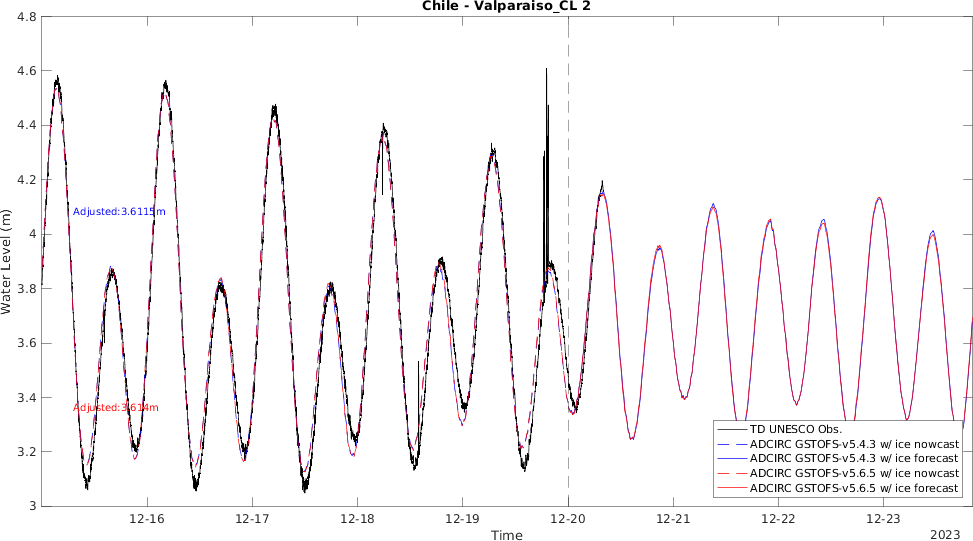 Chile - Valparaiso_CL 2
4.8
4.6
4.4
4.2
4
3.8
3.6
3.4
3.2
3
Water Level (m)
Adjusted:3.6115m
Adjusted:3.614m
TD UNESCO Obs.
ADCIRC GSTOFS-v5.4.3 w/ ice nowcast
ADCIRC GSTOFS-v5.4.3 w/ ice forecast
ADCIRC GSTOFS-v5.6.5 w/ ice nowcast
ADCIRC GSTOFS-v5.6.5 w/ ice forecast
12-16 12-17 12-18 12-19 12-20 12-21 12-22 12-23
Time
2023